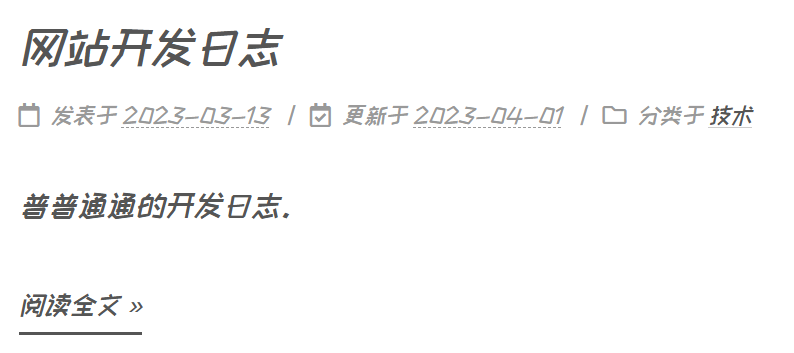 网站开发日志
发表于 2023-03-13 / 更新于 2023-04-01 / 分类于 技术
普普通通的开发日志.
阅读全文 »